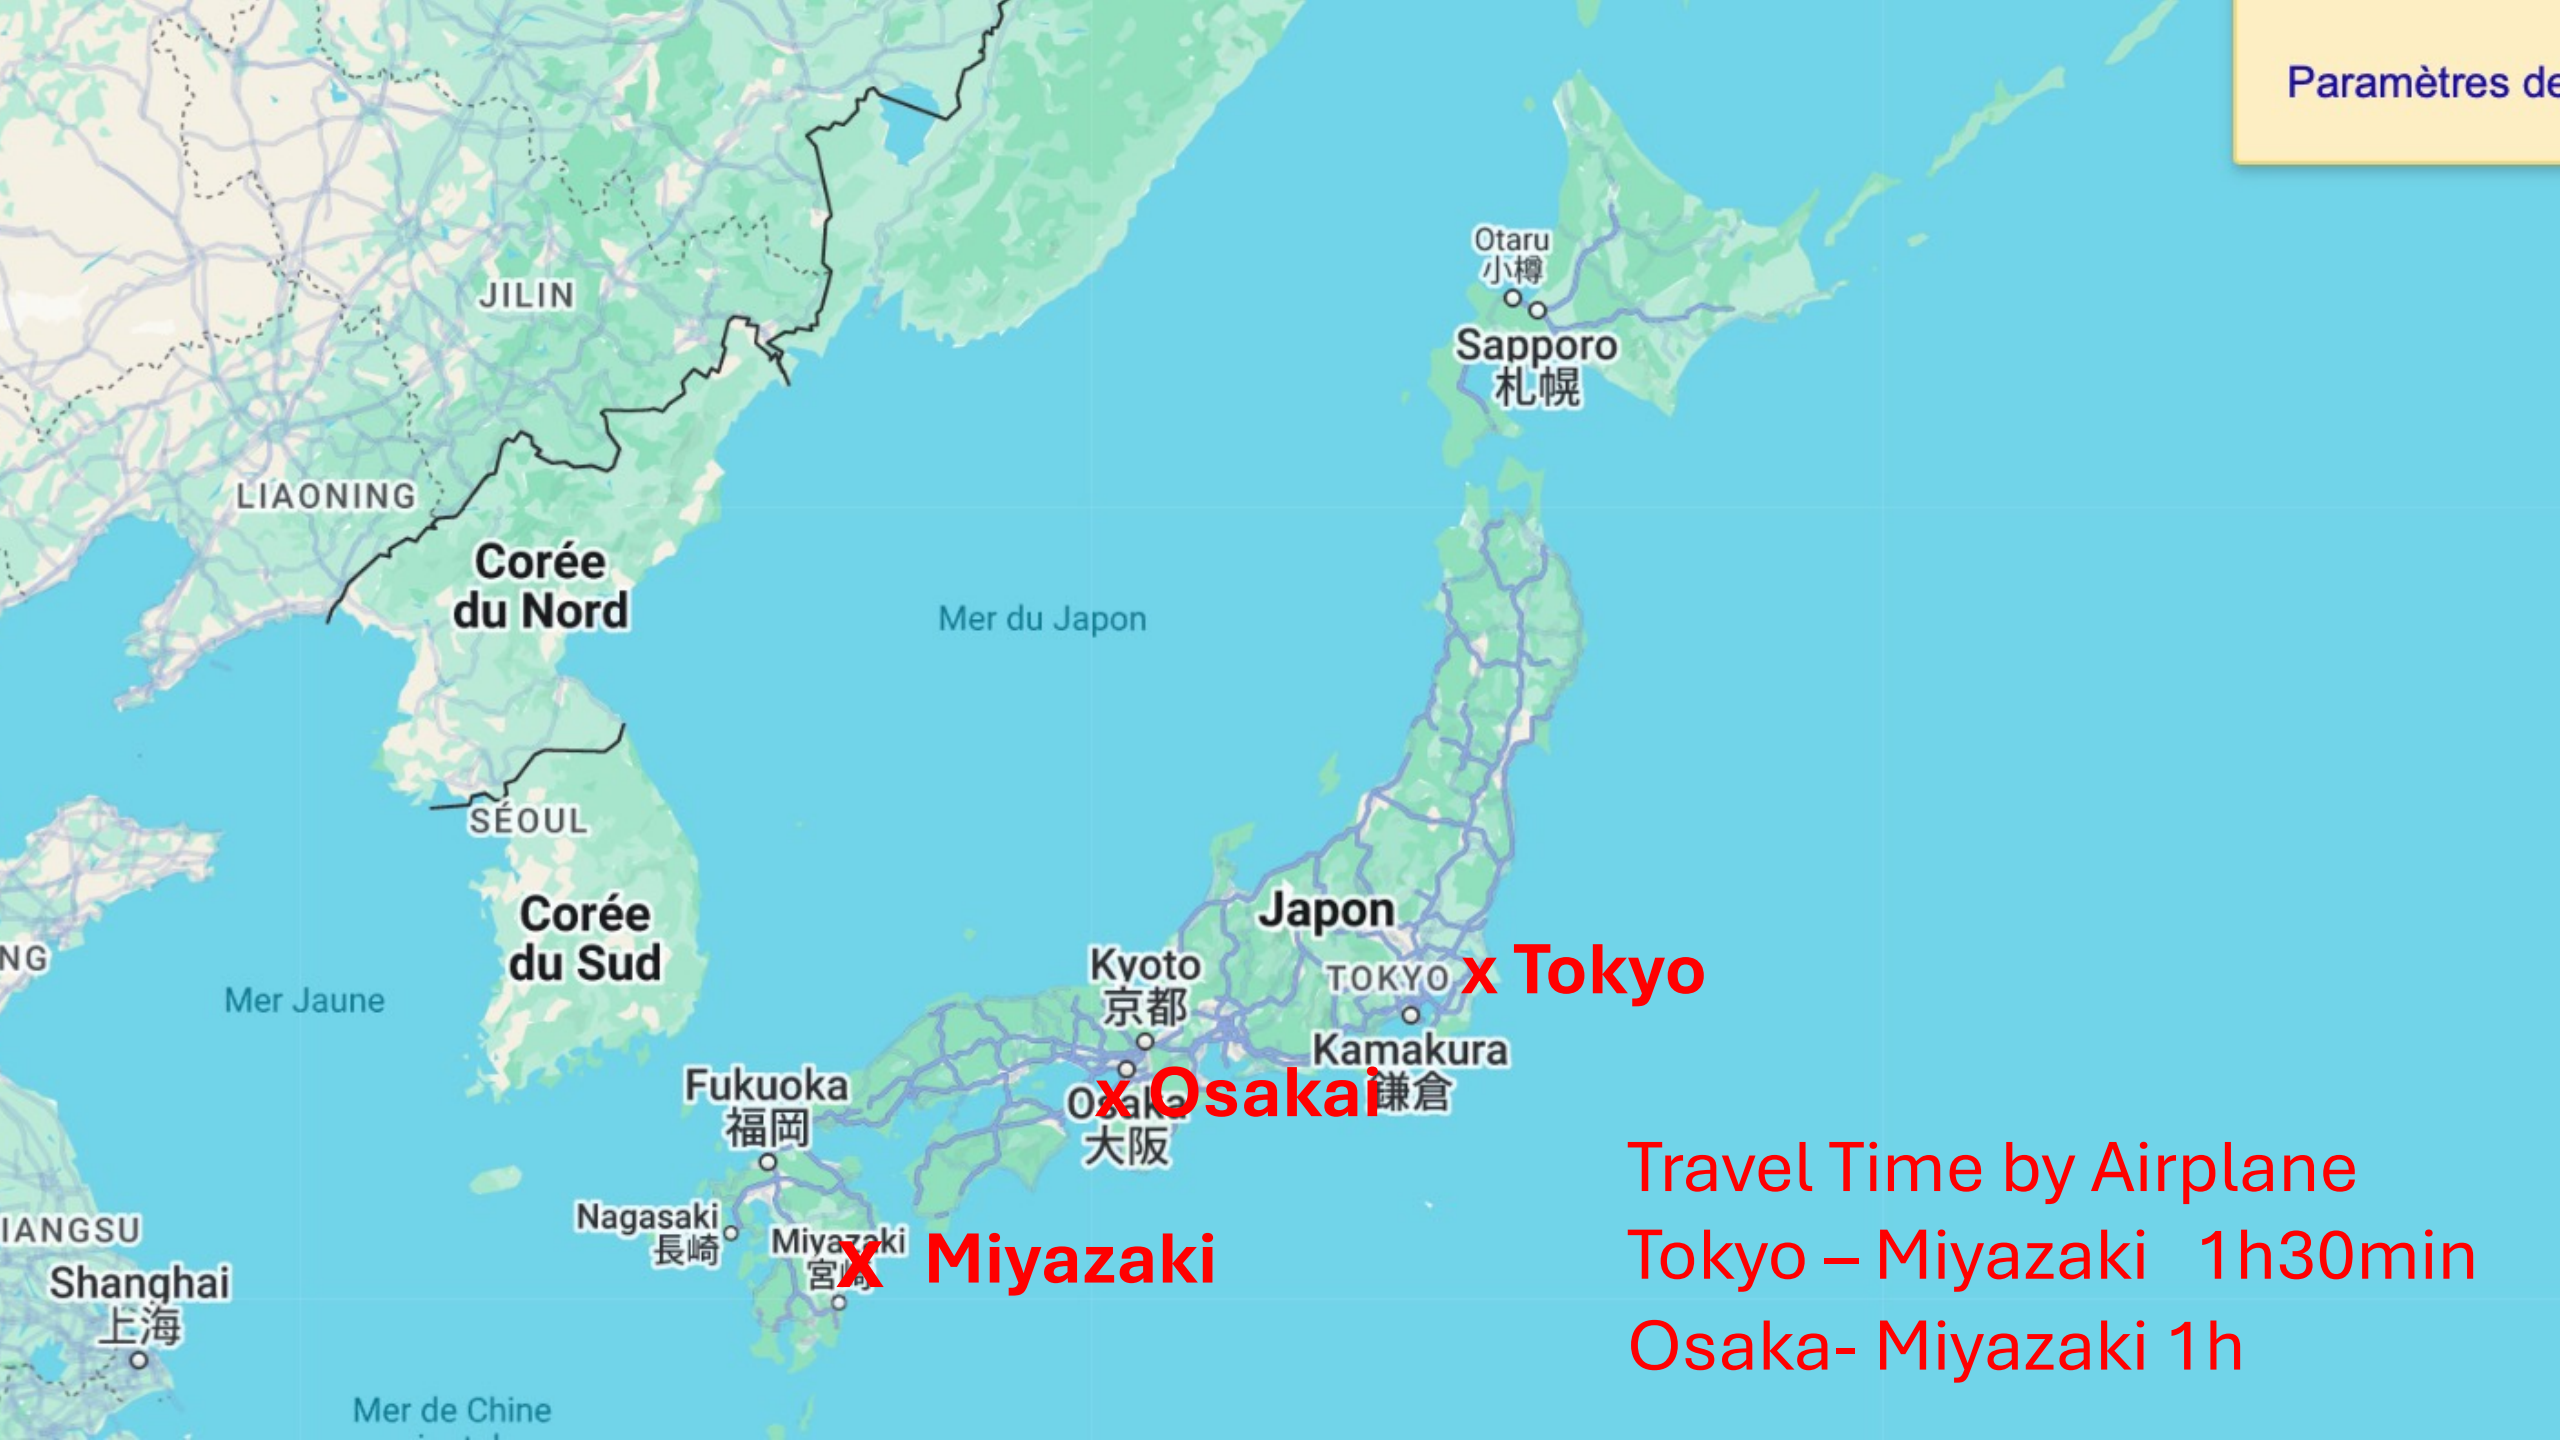 Paramètres de
Otaru
小樽
Sapporo
札幌
JILIN
LIAONING
Corée
du Nord
Mer du Japon
SÉOUL
Corée
du Sud
Japon
Kyoto
京都
TOKYO
x Tokyo
NG
Mer Jaune
Kamakura
鎌倉
Fukuoka
福岡
Osaka
大阪
x Osakai
Travel Time by Airplane
Tokyo – Miyazaki 1h30min
Osaka- Miyazaki 1h
Nagasaki
長崎
Miyazaki
宮崎
x Miyazaki
IANGSU
Shanghai
上海
Mer de Chine